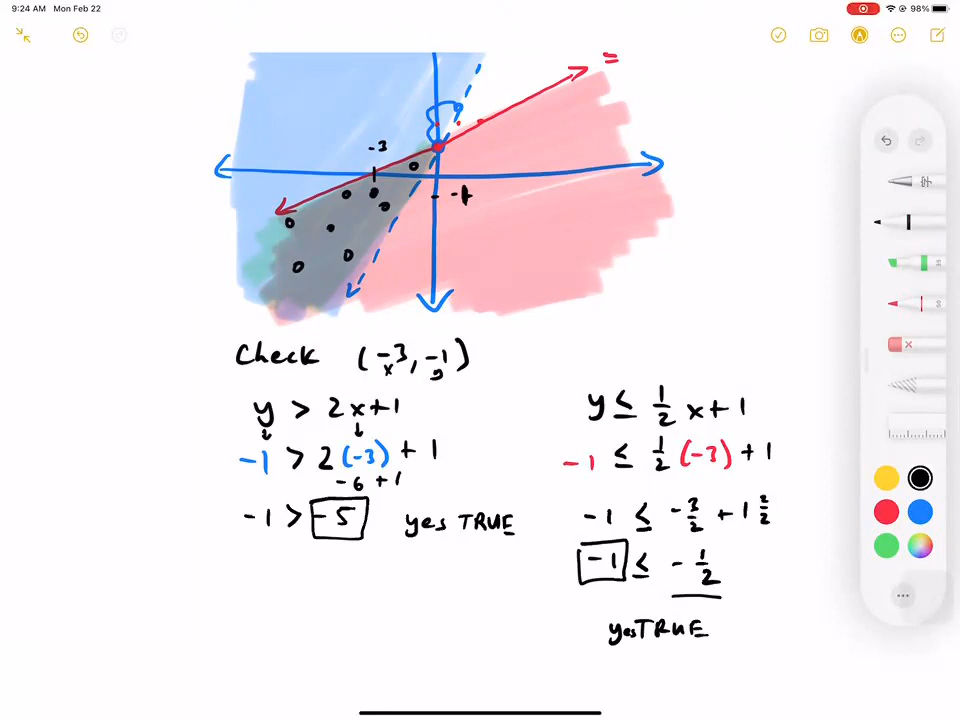 9:24 AM Mon Feb 22
98%
=
-3
-1
Check (-3, -1)
x y
y > 2x+1
y ≤ 1/2 x + 1
-1 > 2(-3) + 1
-1 ≤ 1/2 (-3) + 1
-6 +1
-1 > -5 yes TRUE
-1 ≤ -3/2 + 1 2/2
-1 ≤ -1/2
yes TRUE